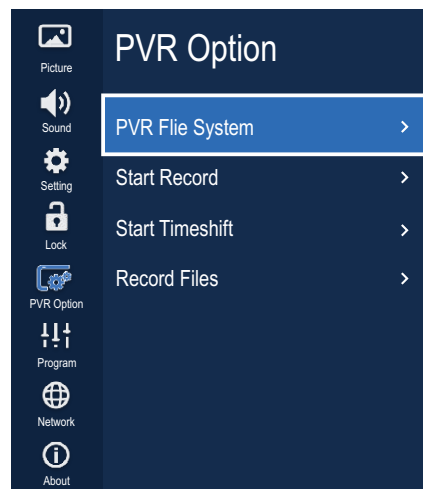 Picture
Sound
Setting
Lock
PVR Option
Program
Network
About
PVR Option
PVR Flie System
Start Record
Start Timeshift
Record Files